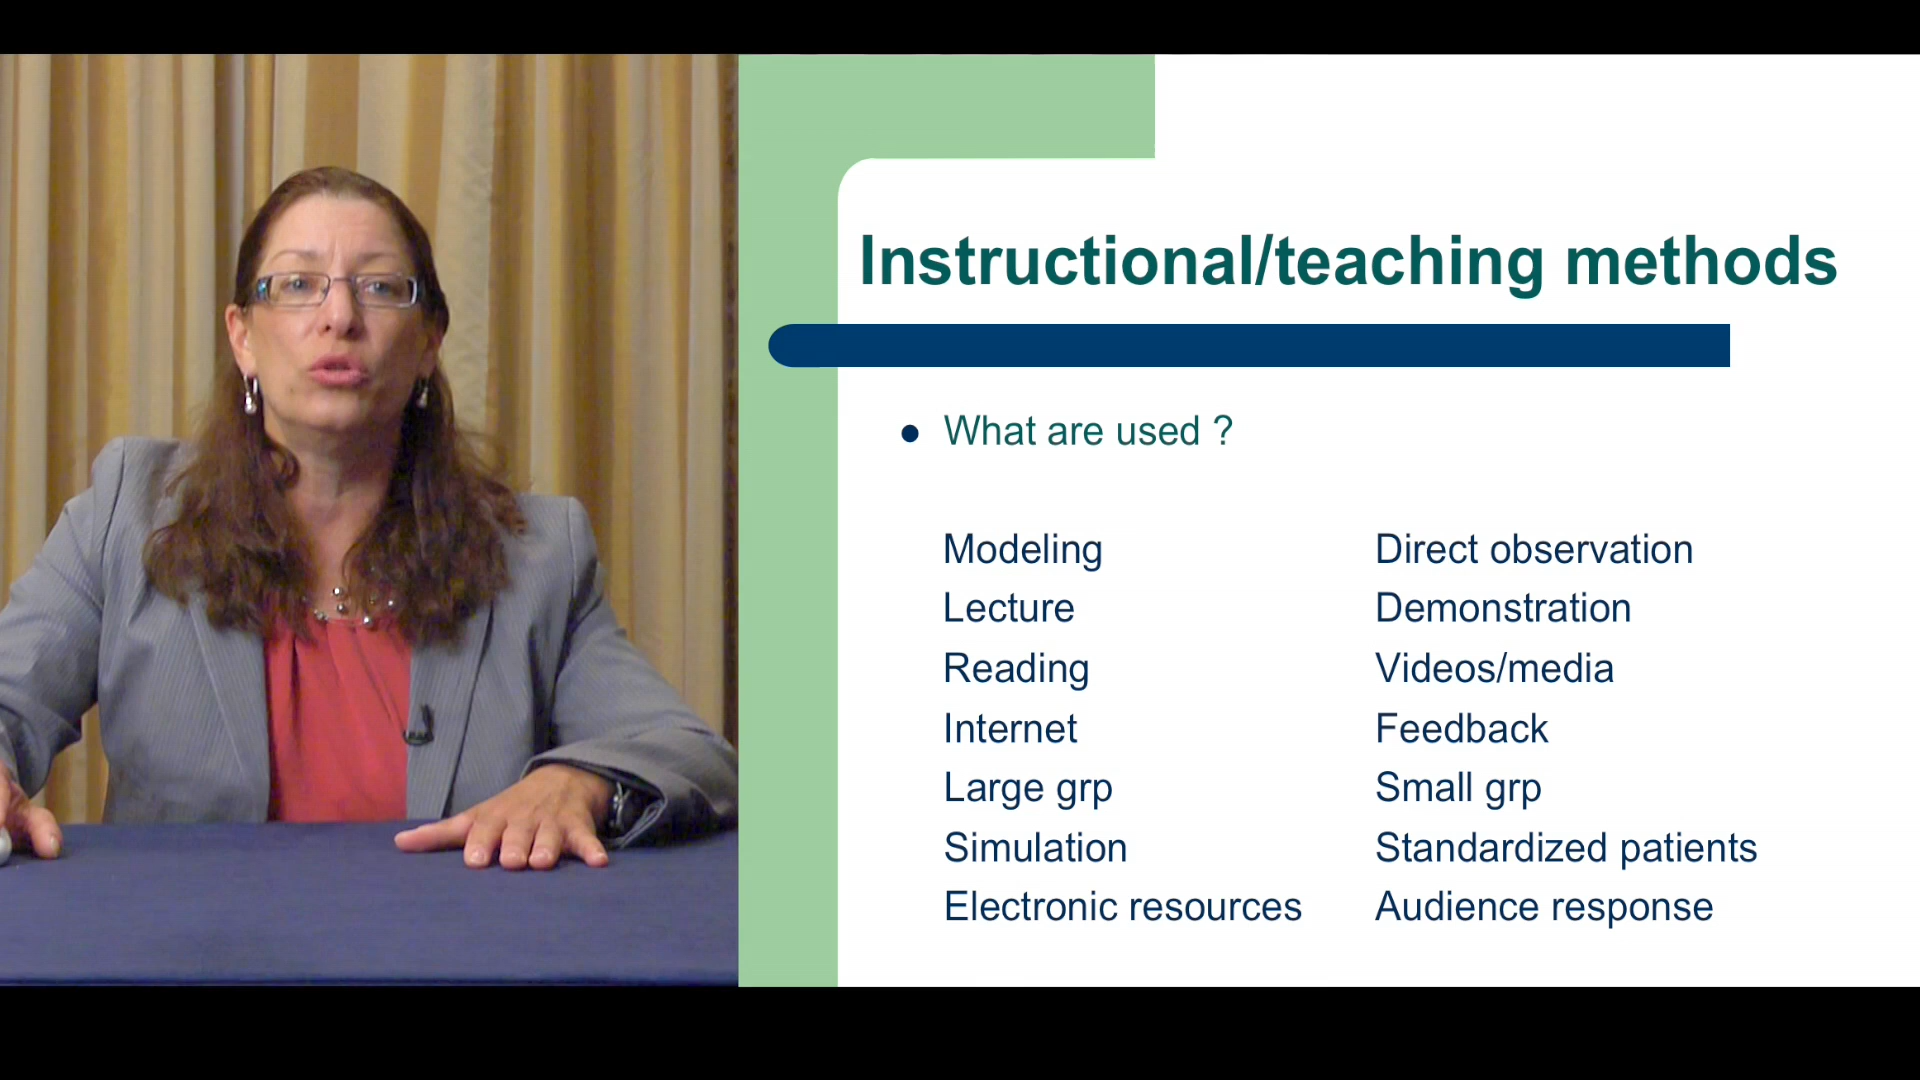 Instructional/teaching methods
What are used ?
Modeling Direct observation
Lecture Demonstration
Reading Videos/media
Internet Feedback
Large grp Small grp
Simulation Standardized patients
Electronic resources Audience response